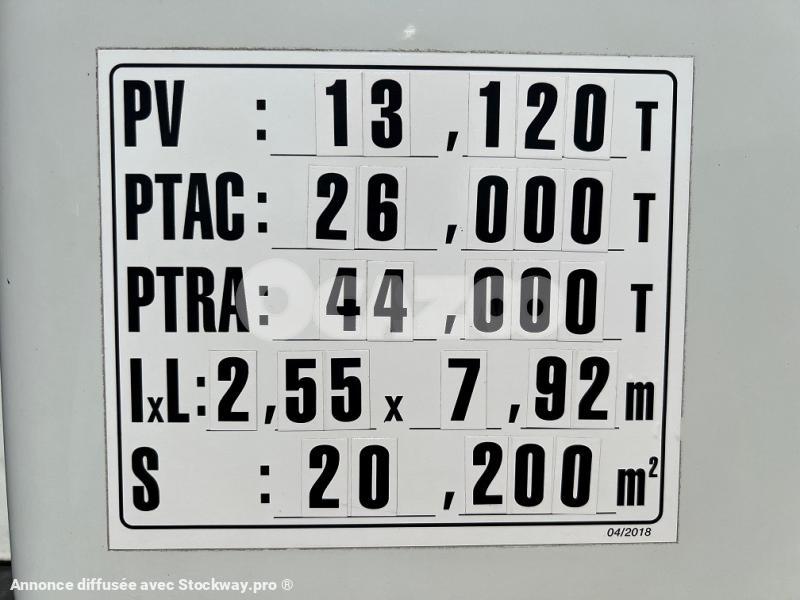 PV : 13 , 120 T
PTAC : 26 , 000 T
PTRA : 44 , 000 T
lxL : 2 , 55 x 7 , 92 m
S : 20 , 200 m²
04/2018
Annonce diffusée avec Stockway.pro ®